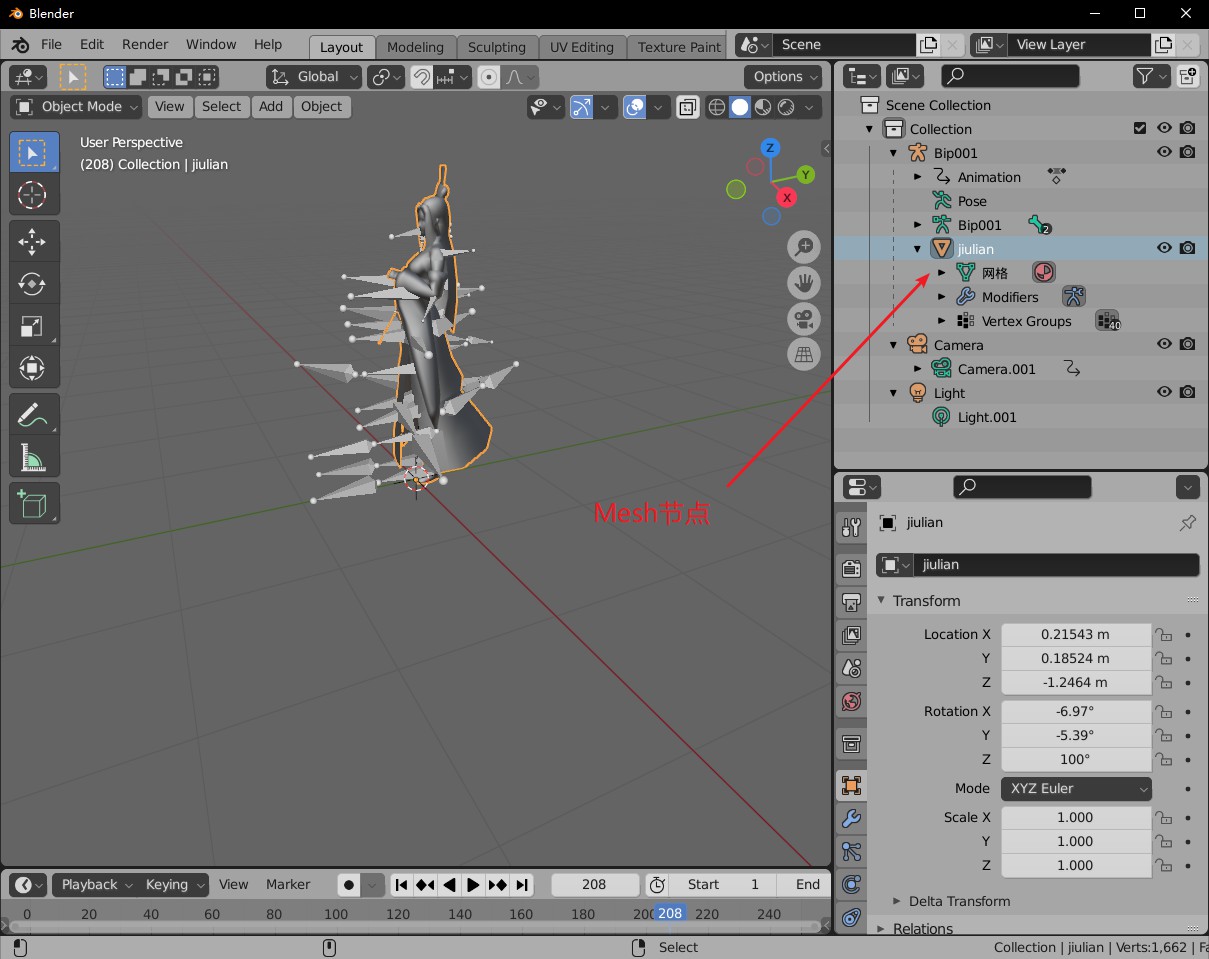 Blender
File Edit Render Window Help
Layout Modeling Sculpting UV Editing Texture Paint
Scene
View Layer
Global
Options
Object Mode View Select Add Object
User Perspective
(208) Collection | jiulian
Z
Y
X
Mesh节点
Scene Collection
Collection
Bip001
Animation
Pose
Bip001
2
jiulian
网格
Modifiers
Vertex Groups
40
Camera
Camera.001
Light
Light.001
jiulian
jiulian
Transform
Location X 0.21543 m
Y 0.18524 m
Z -1.2464 m
Rotation X -6.97°
Y -5.39°
Z 100°
Mode XYZ Euler
Scale X 1.000
Y 1.000
Z 1.000
Delta Transform
Relations
Playback Keying View Marker
208
Start 1 End
0 20 40 60 80 100 120 140 160 180 200 208 220 240
Select
Collection | jiulian | Verts:1,662 |